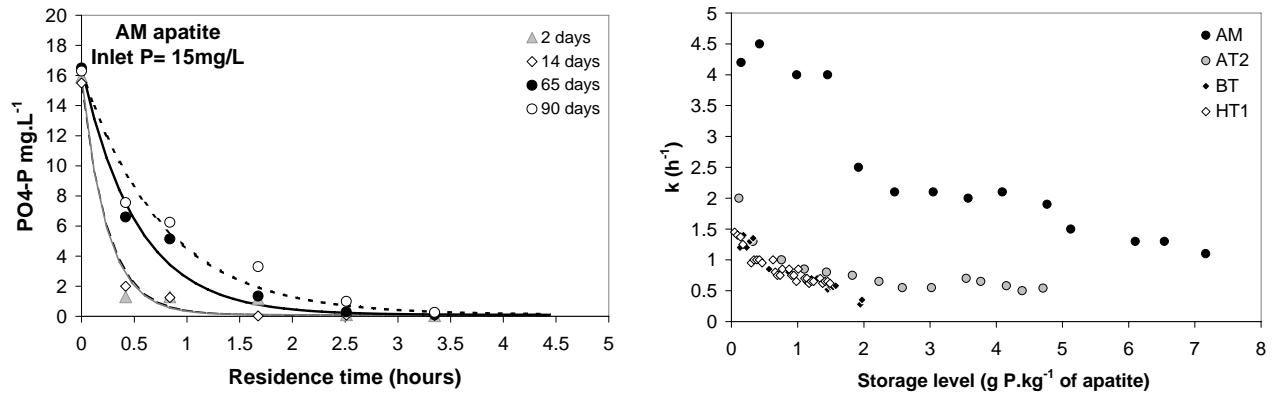 AM apatite
Inlet P= 15mg/L
2 days
14 days
65 days
90 days
20
18
16
14
12
10
8
6
4
2
0
0 0.5 1 1.5 2 2.5 3 3.5 4 4.5 5
PO4-P mg.L⁻¹
Residence time (hours)
AM
AT2
BT
HT1
5
4.5
4
3.5
3
2.5
2
1.5
1
0.5
0
0 1 2 3 4 5 6 7 8
k (h⁻¹)
Storage level (g P.kg⁻¹ of apatite)